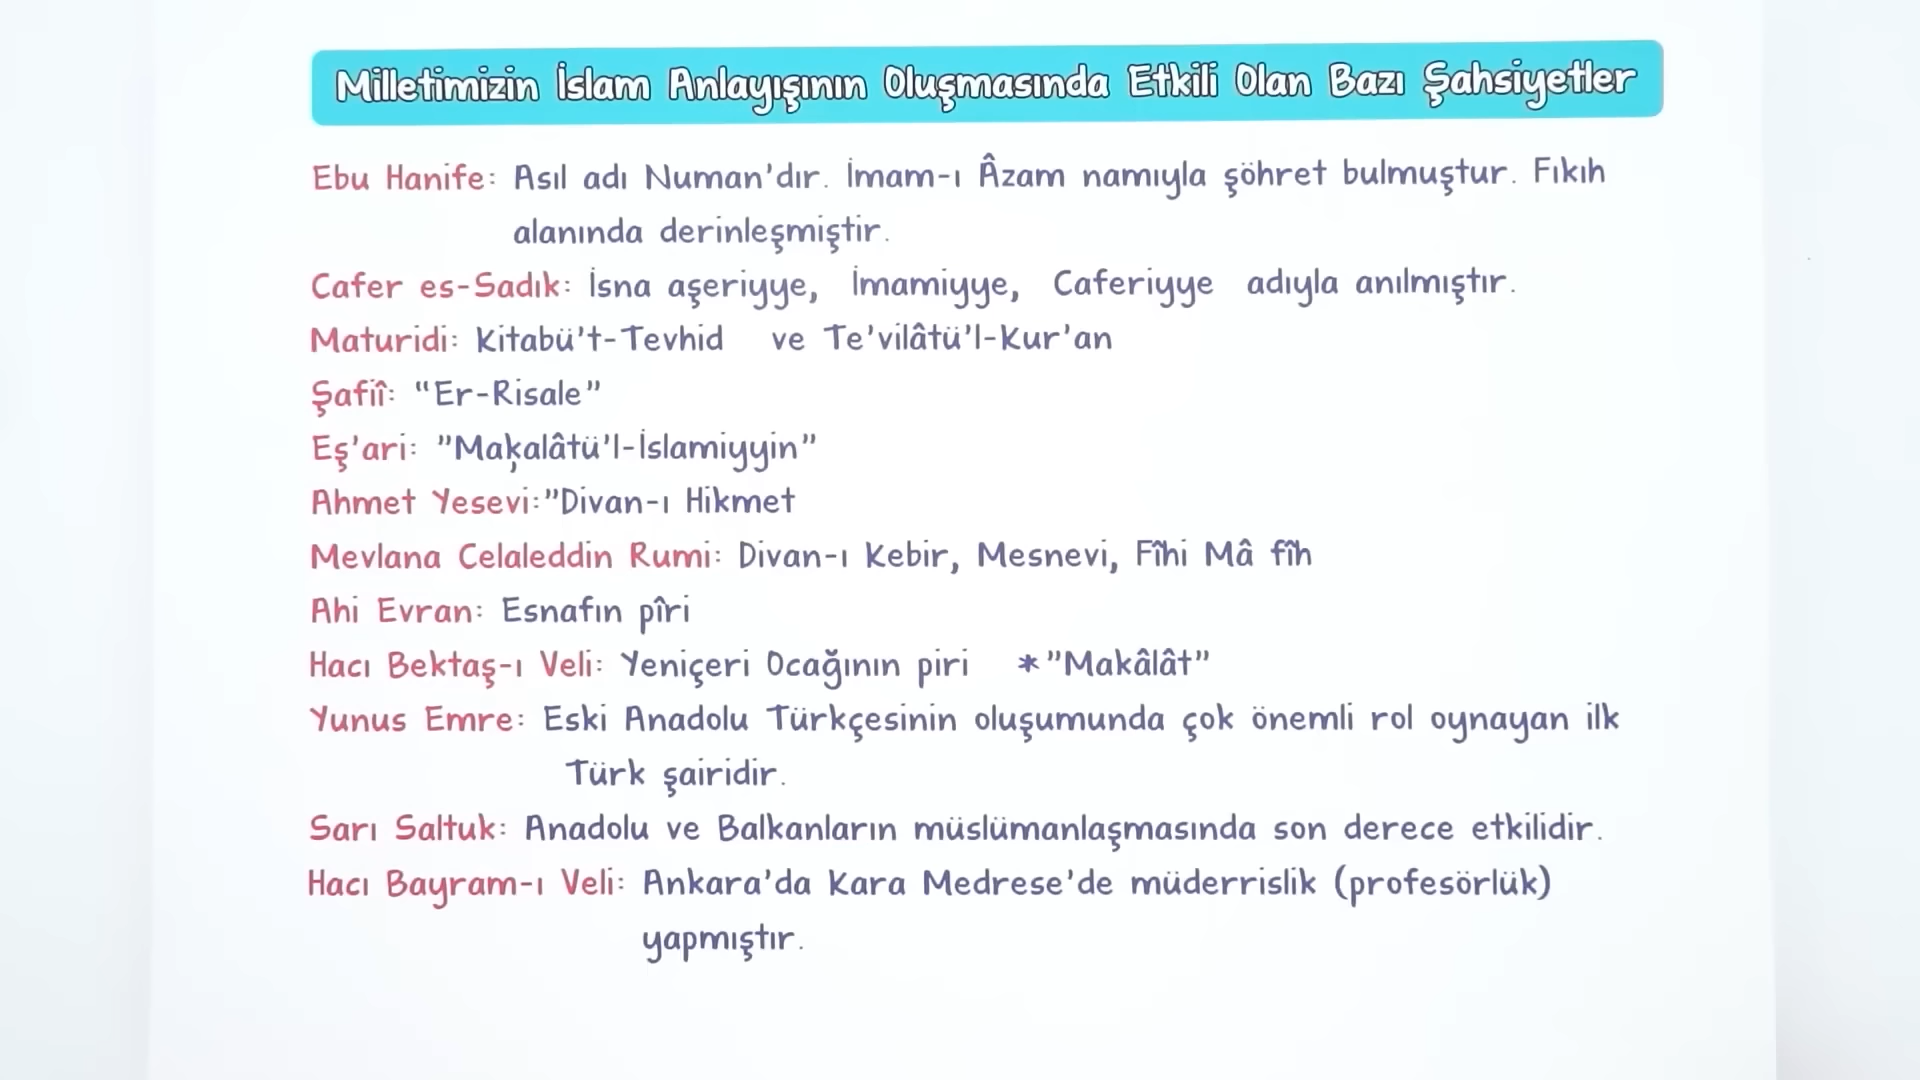 Milletimizin İslam Anlayışının Oluşmasında Etkili Olan Bazı Şahsiyetler
Ebu Hanife: Asıl adı Numan'dır. İmam-ı Âzam namıyla şöhret bulmuştur. Fıkıh
alanında derinleşmiştir.
Cafer es-Sadık: İsna aşeriyye, İmamiyye, Caferiyye adıyla anılmıştır.
Maturidi: Kitabü't-Tevhid ve Te'vilâtü'l-Kur'an
Şafiî: "Er-Risale"
Eş'ari: "Maķalâtü'l-İslamiyyin"
Ahmet Yesevi:"Divan-ı Hikmet
Mevlana Celaleddin Rumi: Divan-ı Kebir, Mesnevi, Fîhi Mâ fîh
Ahi Evran: Esnafın pîri
Hacı Bektaş-ı Veli: Yeniçeri Ocağının piri *"Makâlât"
Yunus Emre: Eski Anadolu Türkçesinin oluşumunda çok önemli rol oynayan ilk
Türk şairidir.
Sarı Saltuk: Anadolu ve Balkanların müslümanlaşmasında son derece etkilidir.
Hacı Bayram-ı Veli: Ankara'da Kara Medrese'de müderrislik (profesörlük)
yapmıştır.